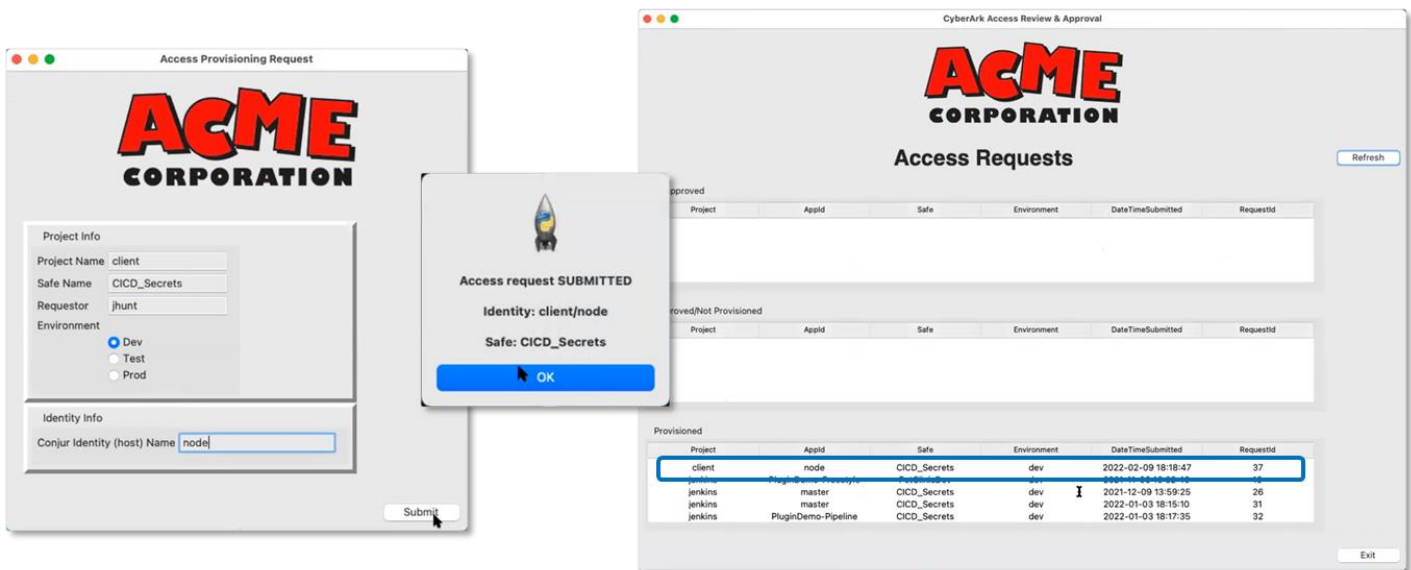 Access Provisioning Request
ACME
CORPORATION
Project Info
Project Name client
Safe Name CICD_Secrets
Requestor jhunt
Environment
Dev
Test
Prod
Identity Info
Conjur Identity (host) Name node
Submit
Access request SUBMITTED
Identity: client/node
Safe: CICD_Secrets
OK
CyberArk Access Review & Approval
ACME
CORPORATION
Access Requests
Refresh
pproved
Project AppId Safe Environment DateTimeSubmitted RequestId
roved/Not Provisioned
Project AppId Safe Environment DateTimeSubmitted RequestId
Provisioned
Project AppId Safe Environment DateTimeSubmitted RequestId
client node CICD_Secrets dev 2022-02-09 18:18:47 37
jenkins PluginDemo-Freestyle dev
jenkins master CICD_Secrets dev 2021-12-09 13:59:25 26
jenkins master CICD_Secrets dev 2022-01-03 18:15:10 31
jenkins PluginDemo-Pipeline CICD_Secrets dev 2022-01-03 18:17:35 32
Exit